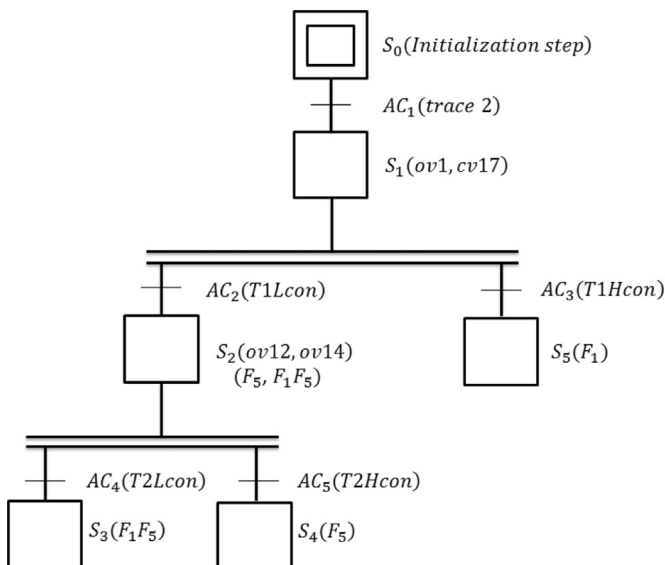 S₀(Initialization step)
AC₁(trace 2)
S₁(ov1, cv17)
AC₂(T1Lcon)
AC₃(T1Hcon)
S₂(ov12, ov14)
(F₅, F₁F₅)
S₅(F₁)
AC₄(T2Lcon)
AC₅(T2Hcon)
S₃(F₁F₅)
S₄(F₅)